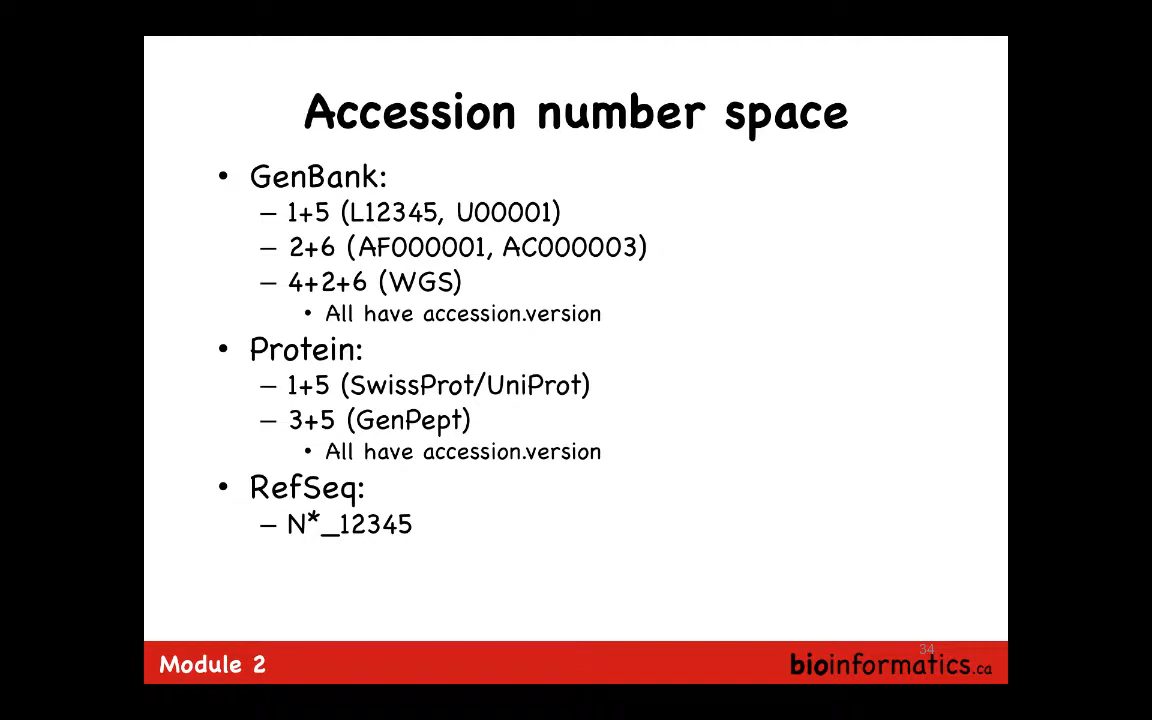 Accession number space
• GenBank:
– 1+5 (L12345, U00001)
– 2+6 (AF000001, AC000003)
– 4+2+6 (WGS)
• All have accession.version
• Protein:
– 1+5 (SwissProt/UniProt)
– 3+5 (GenPept)
• All have accession.version
• RefSeq:
– N*_12345
34
Module 2
bioinformatics.ca